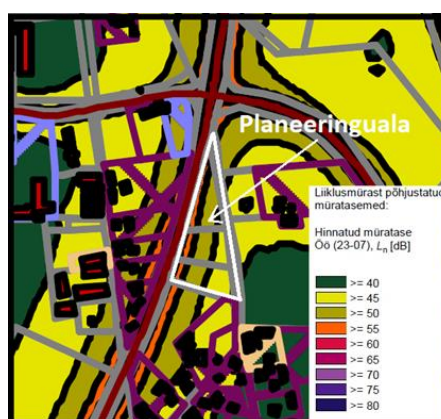 Planeeringuala
Liiklusmürast põhjustatud
müratasemed:
Hinnatud müratase
Öö (23-07), Ln [dB]
>= 40
>= 45
>= 50
>= 55
>= 60
>= 65
>= 70
>= 75
>= 80